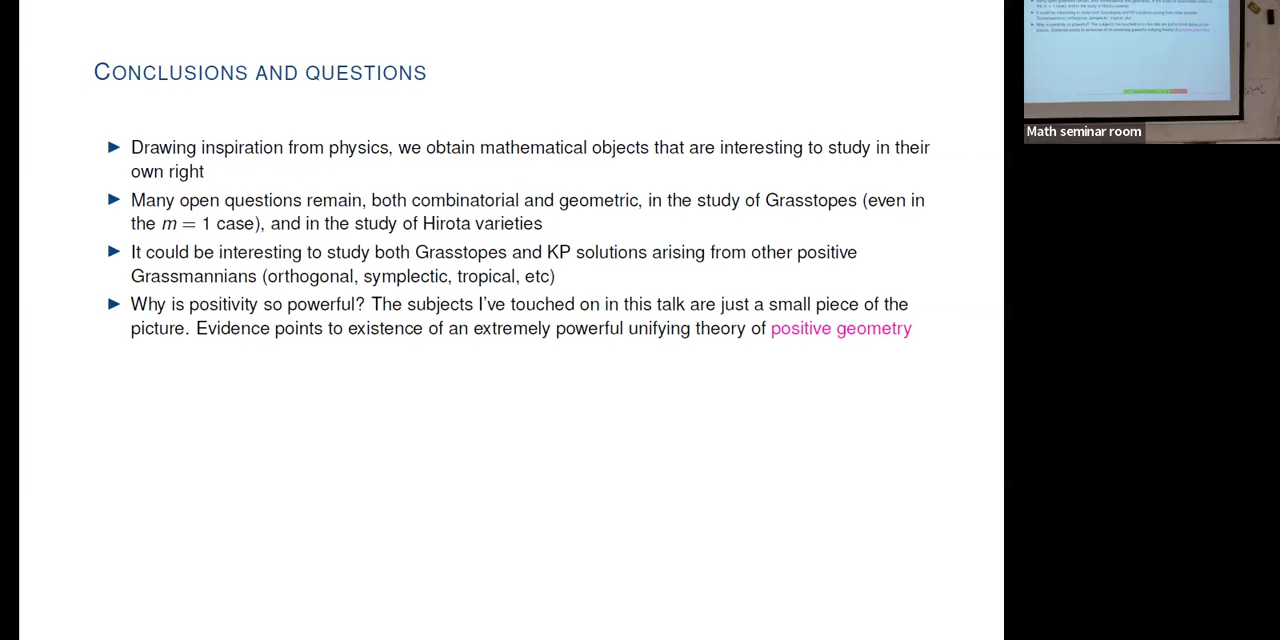 CONCLUSIONS AND QUESTIONS
▶ Drawing inspiration from physics, we obtain mathematical objects that are interesting to study in their
own right
▶ Many open questions remain, both combinatorial and geometric, in the study of Grasstopes (even in
the m = 1 case), and in the study of Hirota varieties
▶ It could be interesting to study both Grasstopes and KP solutions arising from other positive
Grassmannians (orthogonal, symplectic, tropical, etc)
▶ Why is positivity so powerful? The subjects I've touched on in this talk are just a small piece of the
picture. Evidence points to existence of an extremely powerful unifying theory of positive geometry
Math seminar room